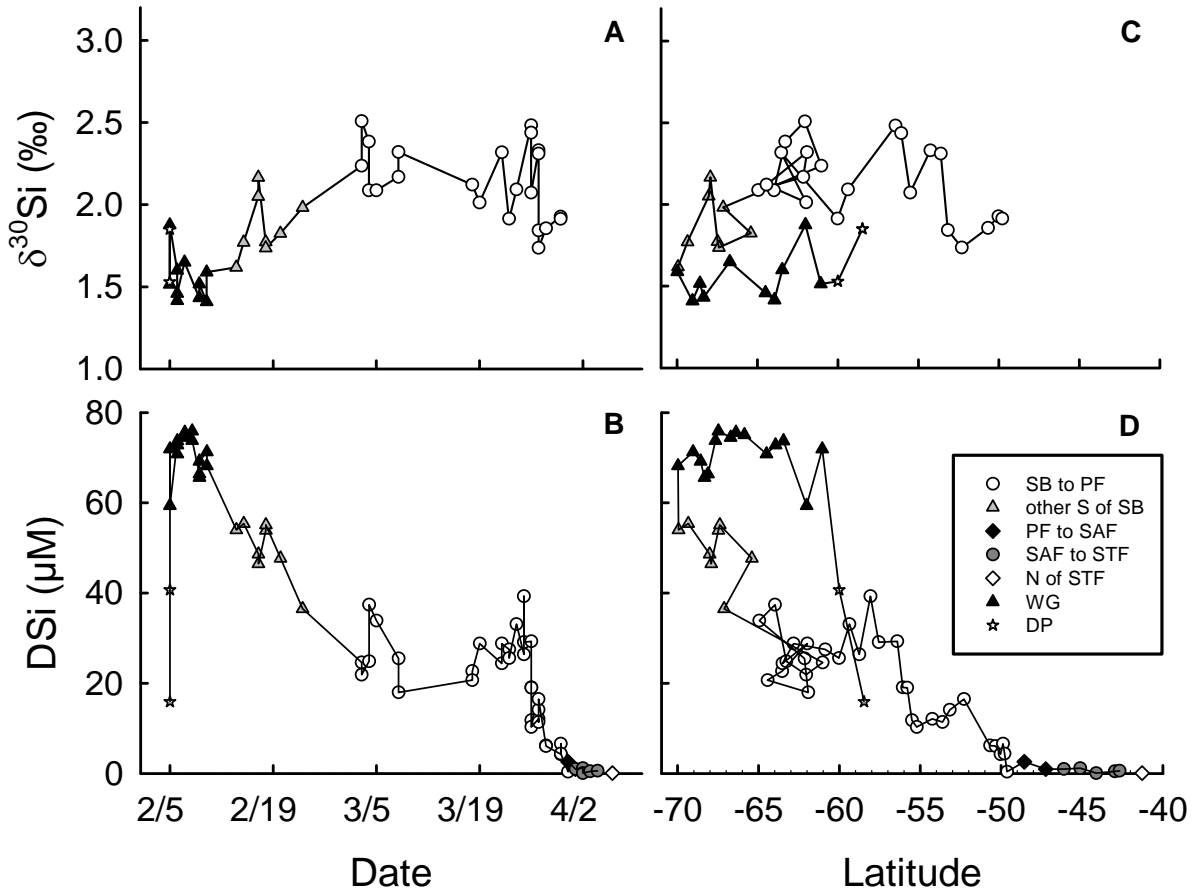 A
C
3.0
2.5
2.0
1.5
1.0
δ30Si (‰)
B
D
80
60
40
20
0
DSi (µM)
SB to PF
other S of SB
PF to SAF
SAF to STF
N of STF
WG
DP
2/5 2/19 3/5 3/19 4/2
-70 -65 -60 -55 -50 -45 -40
Date
Latitude